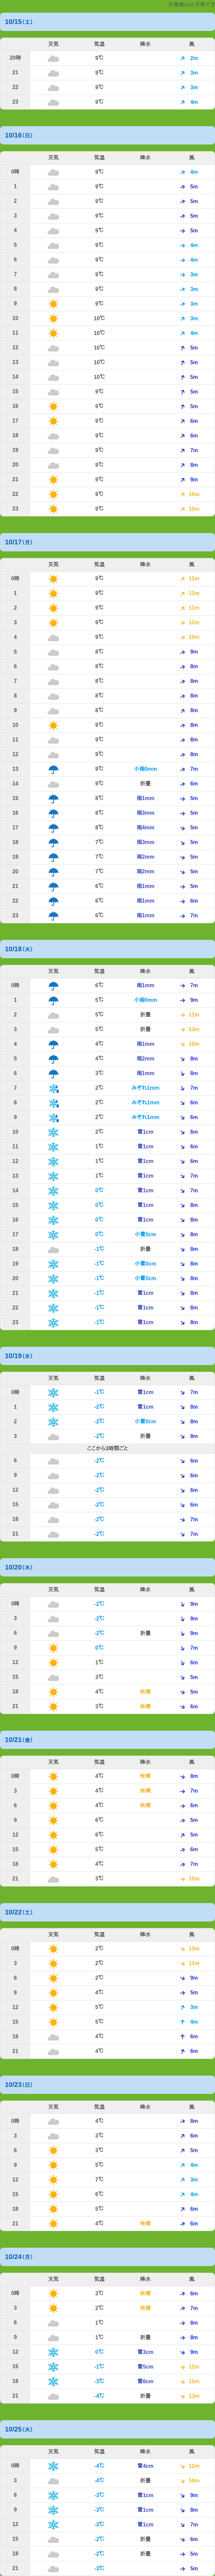 10/15(土)
天気 気温 降水 風
20時 9℃ 2m
21 9℃ 3m
22 9℃ 3m
23 9℃ 4m
10/16(日)
天気 気温 降水 風
0時 9℃ 4m
1 9℃ 5m
2 9℃ 5m
3 9℃ 5m
4 9℃ 5m
5 9℃ 4m
6 9℃ 4m
7 9℃ 3m
8 9℃ 3m
9 9℃ 3m
10 10℃ 3m
11 10℃ 4m
12 10℃ 5m
13 10℃ 5m
14 10℃ 5m
15 9℃ 5m
16 9℃ 5m
17 9℃ 6m
18 9℃ 6m
19 9℃ 7m
20 9℃ 8m
21 9℃ 9m
22 9℃ 10m
23 9℃ 10m
10/17(月)
天気 気温 降水 風
0時 9℃ 11m
1 9℃ 11m
2 9℃ 11m
3 9℃ 12m
4 9℃ 10m
5 8℃ 9m
6 8℃ 8m
7 8℃ 8m
8 8℃ 8m
9 8℃ 8m
10 9℃ 8m
11 9℃ 8m
12 9℃ 8m
13 9℃ 小雨0mm 7m
14 9℃ 折畳 6m
15 8℃ 雨1mm 5m
16 8℃ 雨3mm 5m
17 8℃ 雨4mm 5m
18 7℃ 雨3mm 5m
19 7℃ 雨2mm 5m
20 7℃ 雨2mm 5m
21 6℃ 雨1mm 5m
22 6℃ 雨1mm 6m
23 6℃ 雨1mm 7m
10/18(火)
天気 気温 降水 風
0時 6℃ 雨1mm 7m
1 5℃ 小雨0mm 9m
2 5℃ 折畳 11m
3 5℃ 折畳 13m
4 4℃ 雨1mm 10m
5 4℃ 雨2mm 8m
6 3℃ 雨1mm 8m
7 2℃ みぞれ1mm 7m
8 2℃ みぞれ1mm 6m
9 2℃ みぞれ1mm 6m
10 2℃ 雪1cm 6m
11 1℃ 雪1cm 6m
12 1℃ 雪1cm 6m
13 1℃ 雪1cm 7m
14 0℃ 雪1cm 7m
15 0℃ 雪1cm 8m
16 0℃ 雪1cm 8m
17 0℃ 小雪0cm 8m
18 -1℃ 折畳 8m
19 -1℃ 小雪0cm 8m
20 -1℃ 小雪0cm 8m
21 -1℃ 雪1cm 8m
22 -1℃ 雪1cm 8m
23 -1℃ 雪1cm 8m
10/19(水)
天気 気温 降水 風
0時 -1℃ 雪1cm 7m
1 -1℃ 雪1cm 8m
2 -2℃ 小雪0cm 8m
3 -2℃ 折畳 8m
ここから3時間ごと
6 -2℃ 6m
9 -2℃ 6m
12 -2℃ 6m
15 -2℃ 6m
18 -2℃ 7m
21 -2℃ 7m
10/20(木)
天気 気温 降水 風
0時 -2℃ 9m
3 -2℃ 9m
6 -2℃ 折畳 9m
9 0℃ 7m
12 1℃ 6m
15 3℃ 5m
18 4℃ 快晴 5m
21 3℃ 快晴 6m
10/21(金)
天気 気温 降水 風
0時 4℃ 快晴 8m
3 4℃ 快晴 7m
6 4℃ 快晴 6m
9 6℃ 5m
12 6℃ 5m
15 5℃ 6m
18 4℃ 7m
21 3℃ 10m
10/22(土)
天気 気温 降水 風
0時 2℃ 13m
3 2℃ 11m
6 2℃ 9m
9 4℃ 5m
12 5℃ 3m
15 5℃ 4m
18 4℃ 6m
21 4℃ 6m
10/23(日)
天気 気温 降水 風
0時 4℃ 8m
3 3℃ 6m
6 3℃ 5m
9 5℃ 4m
12 7℃ 3m
15 6℃ 4m
18 5℃ 6m
21 4℃ 快晴 6m
10/24(月)
天気 気温 降水 風
0時 3℃ 快晴 6m
3 2℃ 快晴 7m
6 1℃ 8m
9 1℃ 折畳 8m
12 0℃ 雪3cm 9m
15 -1℃ 雪5cm 12m
18 -3℃ 雪6cm 15m
21 -4℃ 折畳 13m
10/25(火)
天気 気温 降水 風
0時 -4℃ 雪4cm 12m
3 -4℃ 折畳 10m
6 -3℃ 雪1cm 9m
9 -3℃ 雪1cm 8m
12 -3℃ 雪1cm 7m
15 -2℃ 折畳 6m
18 -2℃ 折畳 5m
21 -3℃ 5m